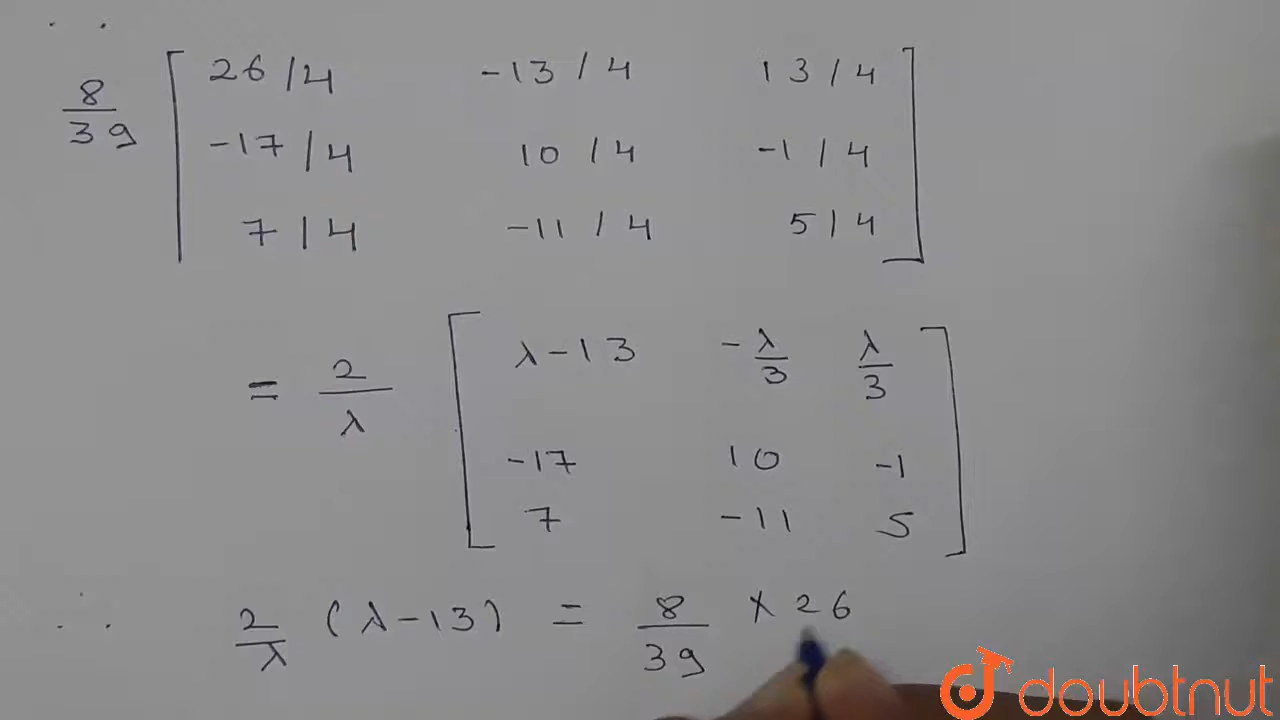 ∴
8/39 [ 26/4 -13/4 13/4
-17/4 10/4 -1/4
7/4 -11/4 5/4 ]
= 2/λ [ λ-13 -λ/3 λ/3
-17 10 -1
7 -11 5 ]
∴ 2/λ (λ-13) = 8/39 × 26
doubtnut